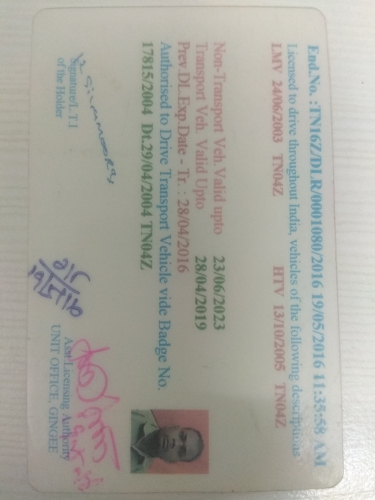 End.No. :TN16Z/DLR/0001080/2016 19/05/2016 11:35:58 AM
Licensed to drive throughout India, vehicles of the following descriptions
LMV 24/06/2003 TN04Z HTV 13/10/2005 TN04Z
Non-Transport Veh.Valid upto 23/06/2023
Transport Veh. Valid Upto 28/04/2019
Prev.DL.Exp.Date - Tr. : 28/04/2016
Authorised to Drive Transport Vehicle vide Badge No.
17815/2004 Dt.29/04/2004 TN04Z
Signature/L.T.I
of the Holder
Asst Licensing Authority
UNIT OFFICE, GINGEE